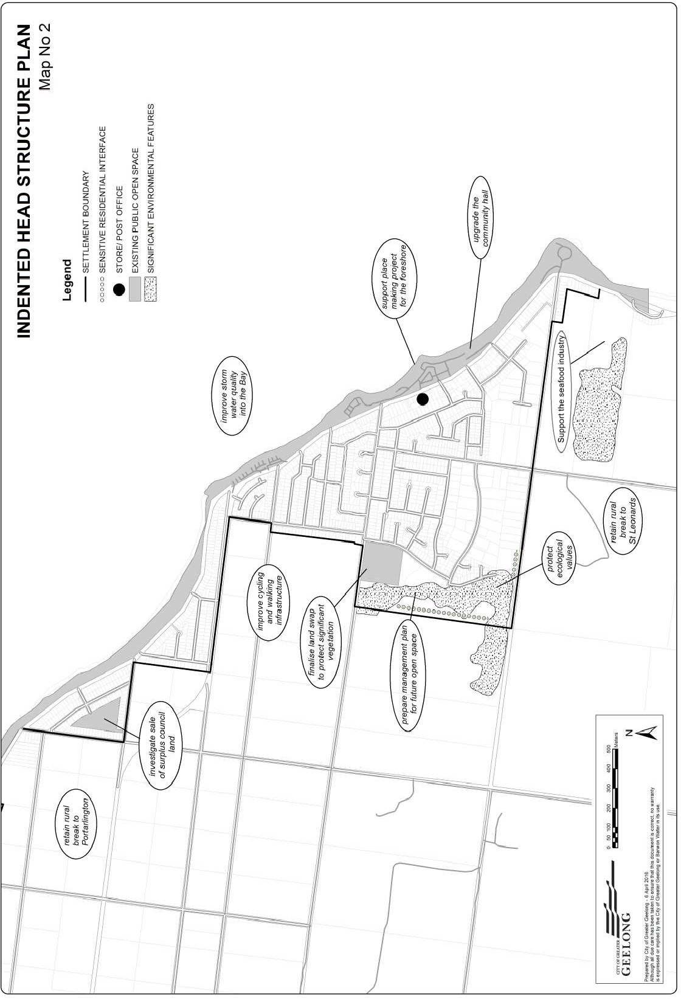 INDENTED HEAD STRUCTURE PLAN
Map No 2
Legend
SETTLEMENT BOUNDARY
SENSITIVE RESIDENTIAL INTERFACE
STORE/ POST OFFICE
EXISTING PUBLIC OPEN SPACE
SIGNIFICANT ENVIRONMENTAL FEATURES
retain rural
break to
Portarlington
investigate sale
of surplus council
land
improve storm
water quality
into the Bay
improve cycling
and walking
infrastructure
finalise land swap
to protect significant
vegetation
support place
making project
for the foreshore
upgrade the
community hall
prepare management plan
for future open space
protect
ecological
values
Support the seafood industry
retain rural
break to
St Leonards
CITY OF GREATER
GEELONG
0 50 100 200 300 400 500
Meters
N
Prepared by City of Greater Geelong - 6 April 2016
Although all due care has been taken to ensure that this document is correct, no warranty
is expressed or implied by the City of Greater Geelong or Barwon Water in its use.